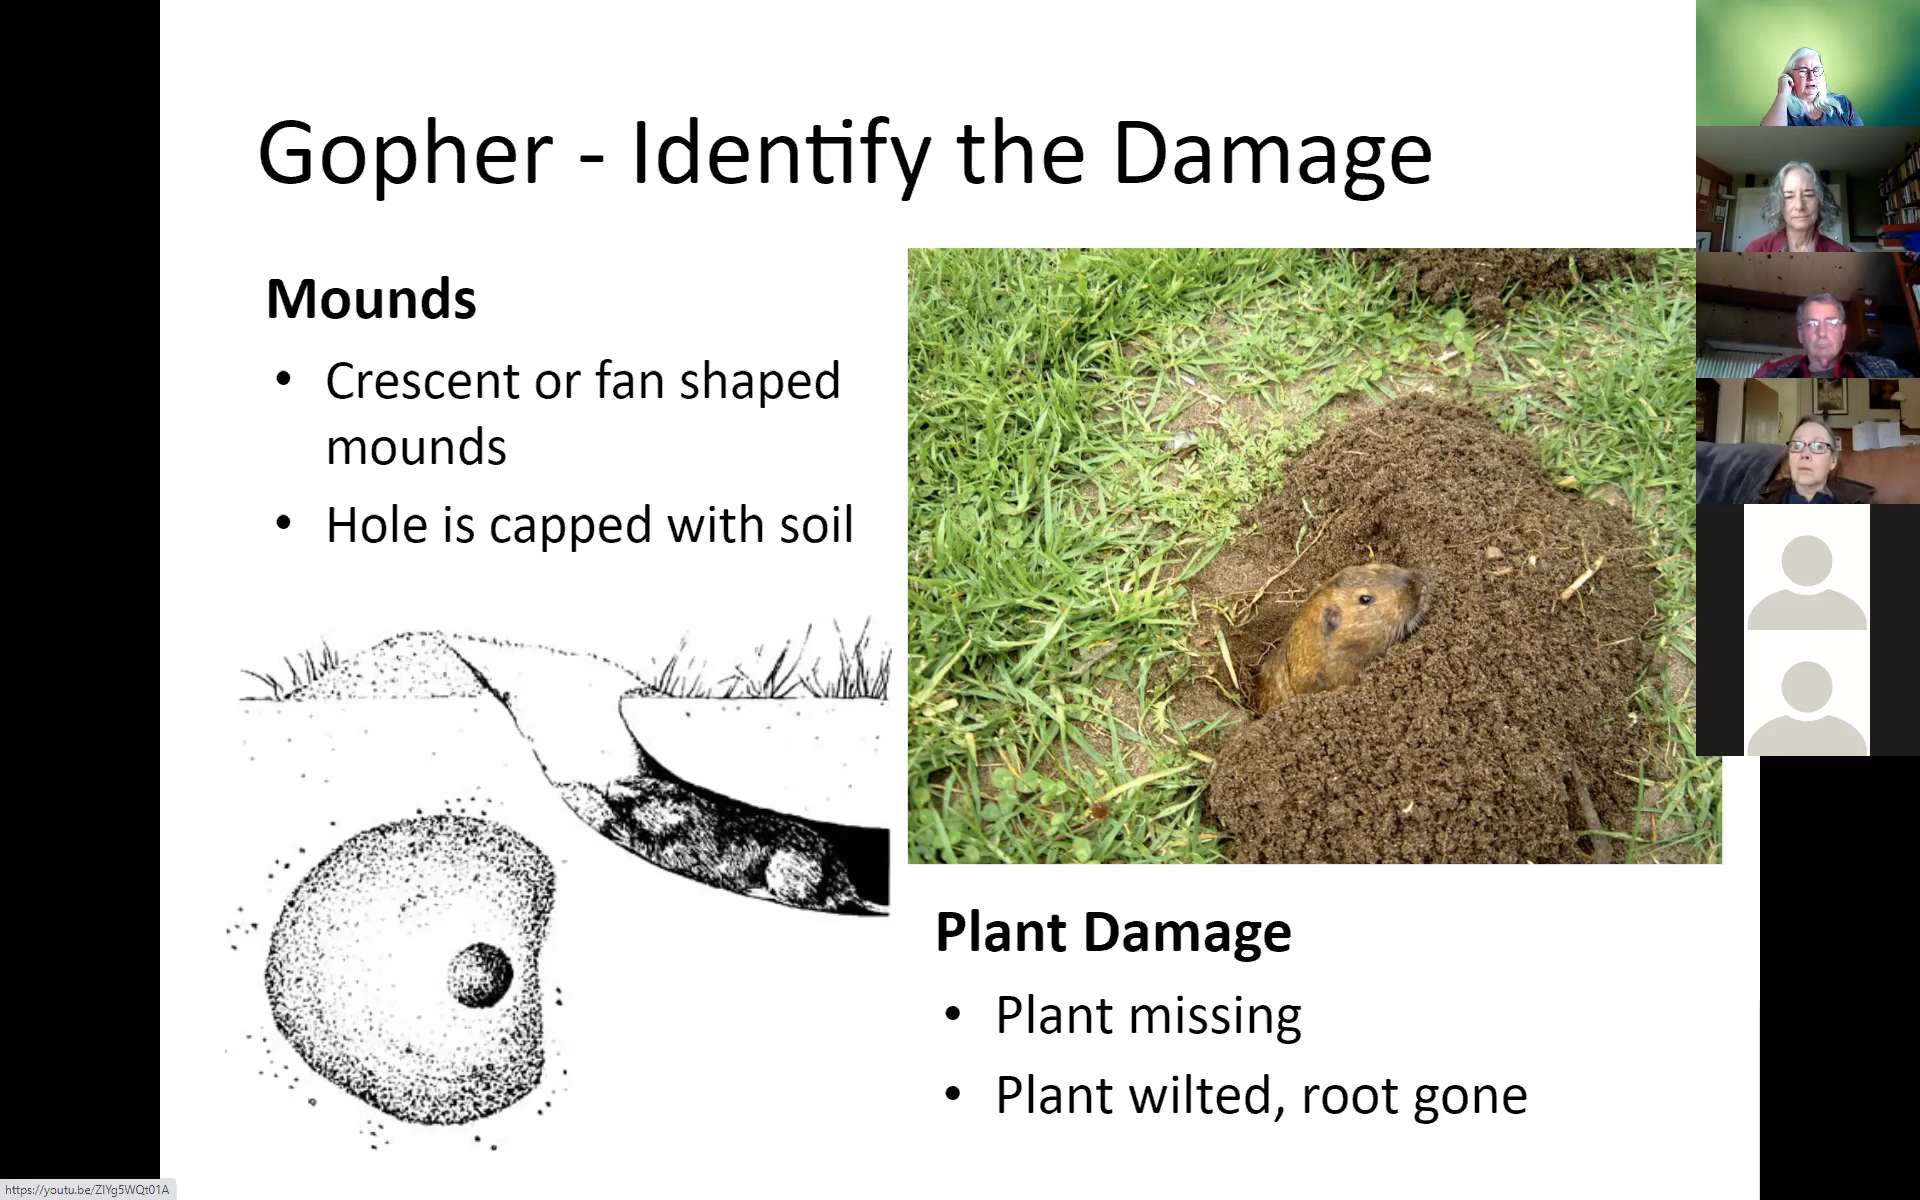 Gopher - Identify the Damage
Mounds
• Crescent or fan shaped
mounds
• Hole is capped with soil
Plant Damage
• Plant missing
• Plant wilted, root gone
https://youtu.be/ZlYg5WQt01A